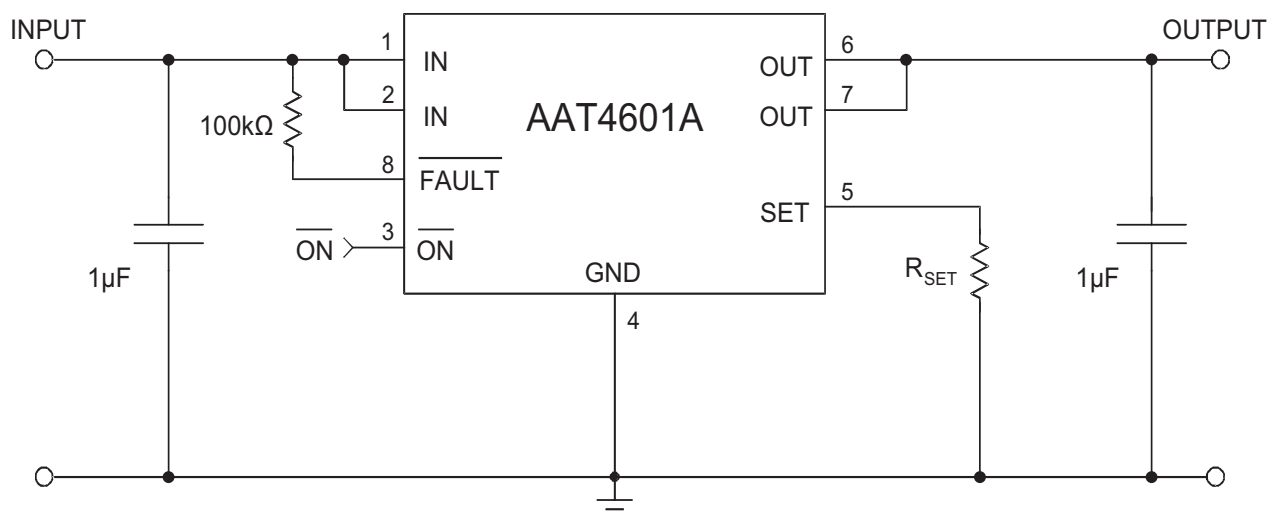 INPUT
OUTPUT
1
IN
2
IN
100kΩ
8
FAULT
ON
3
ON
1µF
AAT4601A
GND
4
6
OUT
7
OUT
5
SET
R_SET
1µF